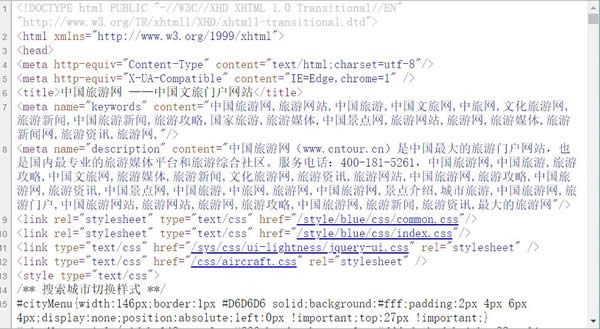 1 <!DOCTYPE html PUBLIC "-//W3C//DTD XHTML 1.0 Transitional//EN"
"http://www.w3.org/TR/xhtml1/XHD/xhtml1-transitional.dtd">
2 <html xmlns="http://www.w3.org/1999/xhtml">
3 <head>
4 <meta http-equiv="Content-Type" content="text/html;charset=utf-8"/>
5 <meta http-equiv="X-UA-Compatible" content="IE=Edge,chrome=1" />
6 <title>中国旅游网 ——中国文旅门户网站</title>
7 <meta name="keywords" content="中国旅游网,旅游网站,中国旅游,中国文旅网,中旅网,文化旅游网,
旅游新闻,中国旅游新闻,旅游攻略,国家旅游,旅游媒体,中国景点网,旅游网站,旅游网,旅游媒体,旅游
新闻网,旅游资讯,旅游网,"/>
8 <meta name="description" content="中国旅游网（www.cntour.cn）是中国最大的旅游门户网站，也
是国内最专业的旅游媒体平台和旅游综合社区。服务电话：400-181-5261，中国旅游网,中国旅游,旅游
攻略,中国文旅网,旅游新闻,文化旅游网,旅游资讯,旅游网站,中国旅游网,旅游攻略,中国旅游
网,旅游资讯,中国景点网,中国旅游,中旅网,旅游网,中国旅游网,景点介绍,城市旅游,中国旅游网,旅游
门户,中国旅游网站,旅游网站,旅游网,旅游攻略,中国旅游新闻,旅游资讯,最大的旅游网"/>
9 <link rel="stylesheet" type="text/css" href="/style/blue/css/common.css"/>
10 <link rel="stylesheet" type="text/css" href="/style/blue/css/index.css"/>
11 <link type="text/css" href="/sys/css/ui-lightness/jquery-ui.css" rel="stylesheet" />
12 <link type="text/css" href="/css/aircraft.css" rel="stylesheet" />
13 <style type="text/css">
14 /** 搜索城市切换样式 **/
15 #cityMenu{width:146px;border:1px #D6D6D6 solid;background:#fff;padding:2px 4px 6px
4px;display:none;position:absolute;left:0px !important;top:27px !important;}